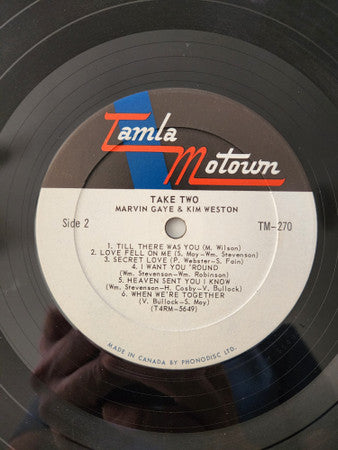 Tamla
Motown
TAKE TWO
MARVIN GAYE & KIM WESTON
Side 2
TM-270
1. TILL THERE WAS YOU (M. Wilson)
2. LOVE FELL ON ME (S. May-Wm. Stevenson)
3. SECRET LOVE (P. Webster-S. Fain)
4. I WANT YOU 'ROUND
(Wm. Stevenson-Wm. Robinson)
5. HEAVEN SENT YOU I KNOW
(Wm. Stevenson-H. Cosby-V. Bullock)
6. WHEN WE'RE TOGETHER
(V. Bullock-S. May)
(T4RM-5649)
MADE IN CANADA BY PHONODISC LTD.